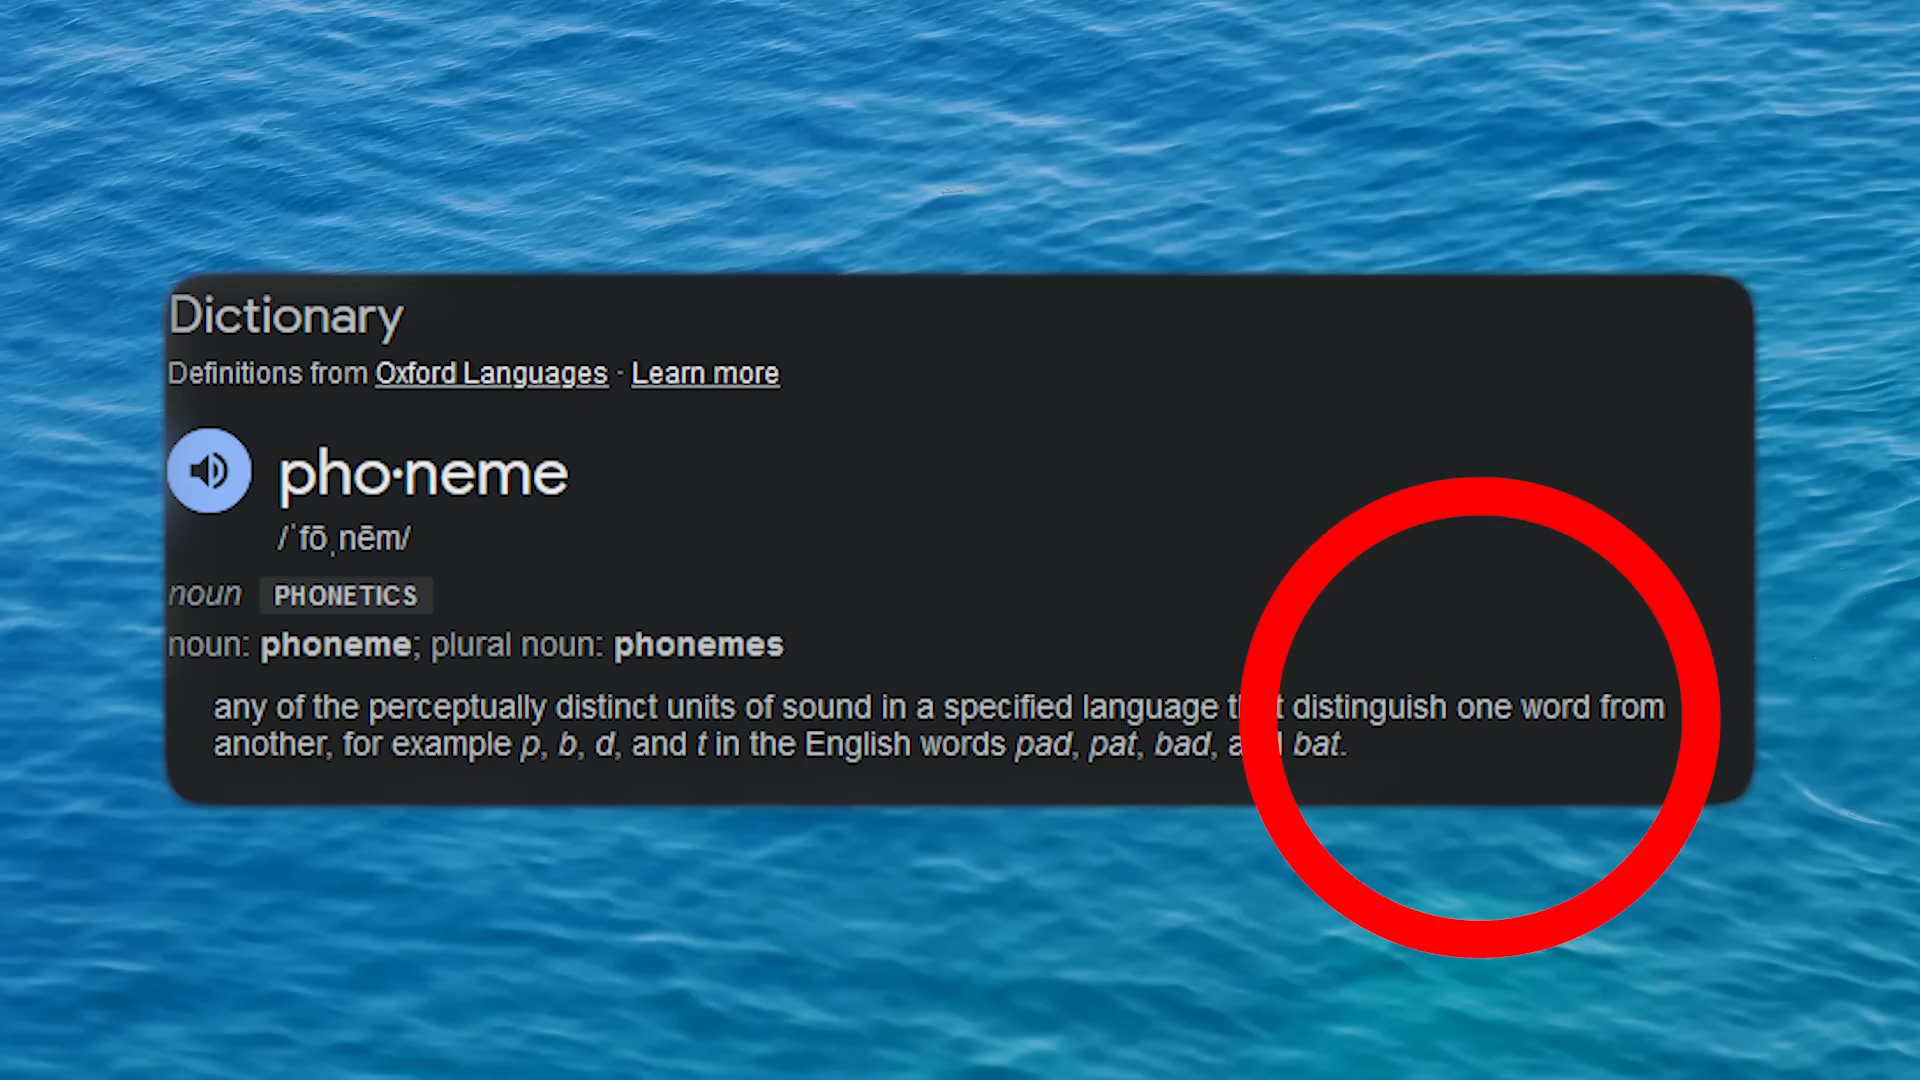 Dictionary
Definitions from Oxford Languages · Learn more
pho·neme
/ˈfōˌnēm/
noun PHONETICS
noun: phoneme; plural noun: phonemes
any of the perceptually distinct units of sound in a specified language distinguish one word from
another, for example p, b, d, and t in the English words pad, pat, bad, bat.